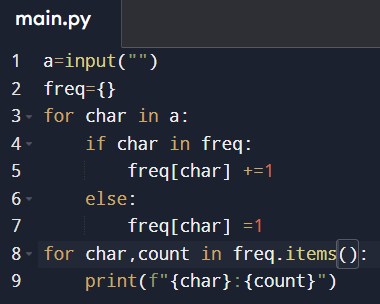 main.py
1 a=input("")
2 freq={}
3 for char in a:
4     if char in freq:
5         freq[char] +=1
6     else:
7         freq[char] =1
8 for char,count in freq.items():
9     print(f"{char}:{count}")